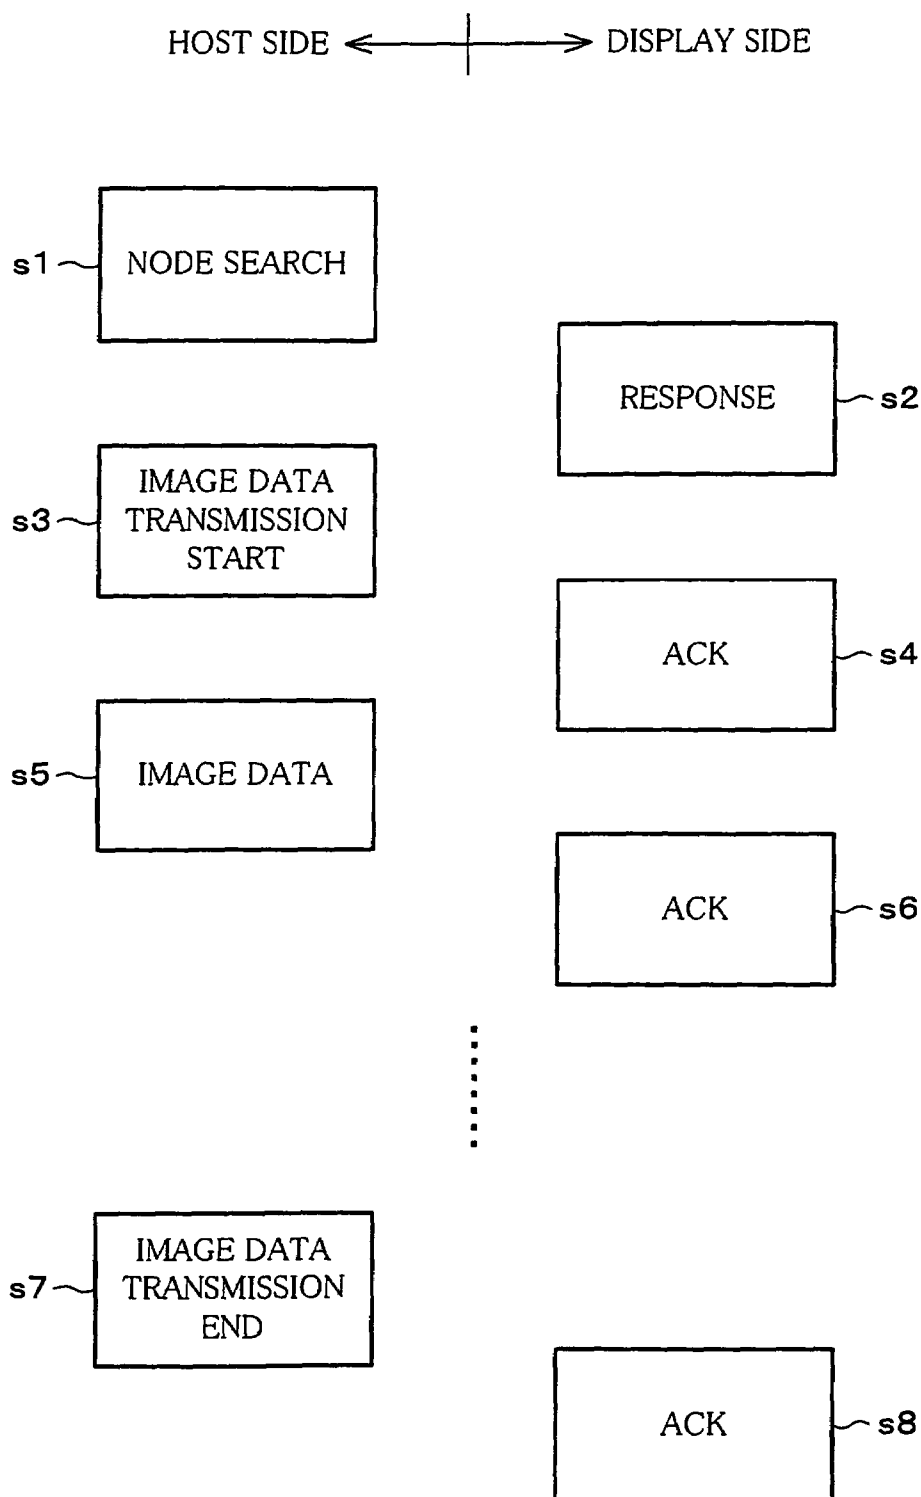 HOST SIDE DISPLAY SIDE
s1 NODE SEARCH
RESPONSE s2
IMAGE DATA
s3 TRANSMISSION
START
ACK s4
s5 IMAGE DATA
ACK s6
IMAGE DATA
s7 TRANSMISSION
END
ACK s8